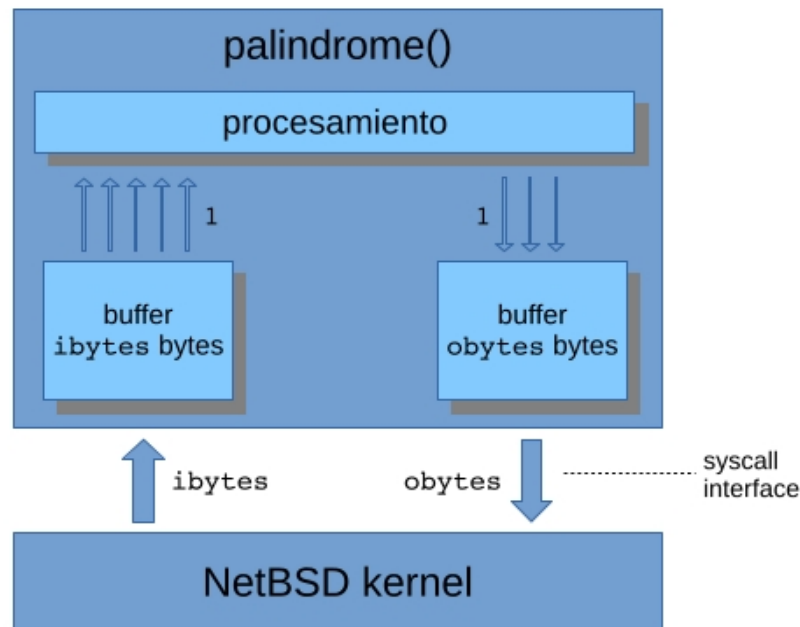 palindrome()
procesamiento
1
1
buffer
ibytes bytes
buffer
obytes bytes
ibytes
obytes
syscall
interface
NetBSD kernel